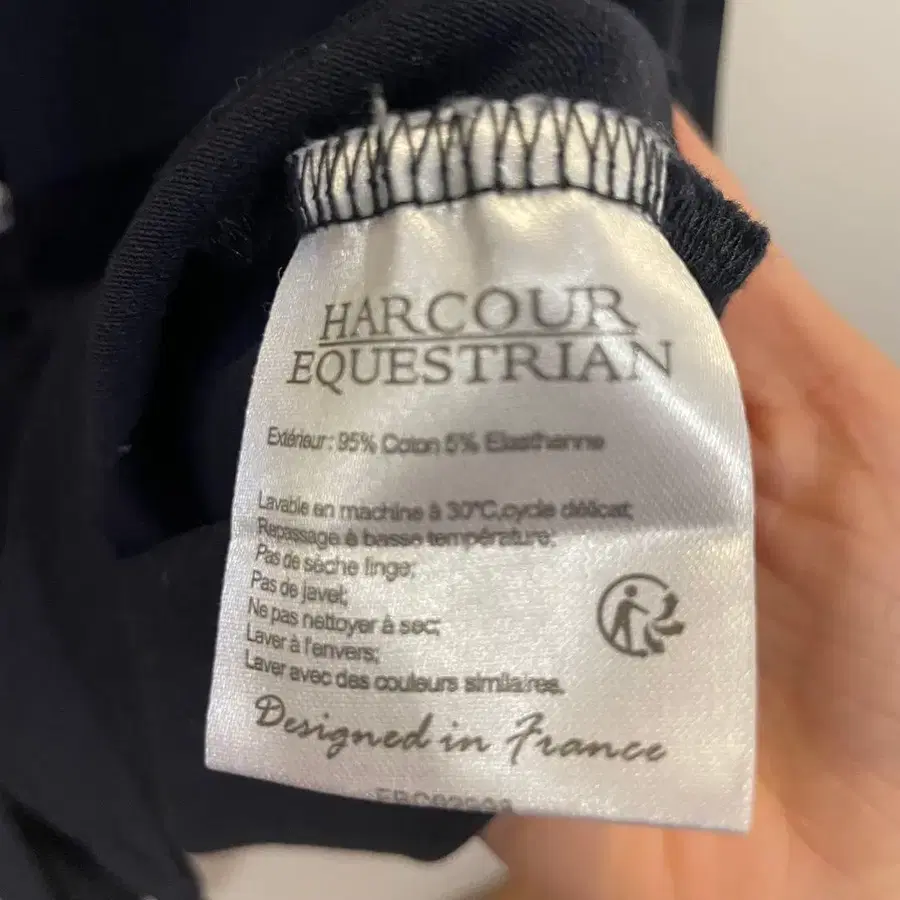 HARCOUR
EQUESTRIAN
Extérieur: 95% Coton 5% Elasthanne
Lavable en machine à 30°C,cycle délicat;
Repassage à basse température;
Pas de sèche linge;
Pas de javel;
Ne pas nettoyer à sec;
Laver à l'envers;
Laver avec des couleurs similaires.
Designed in France